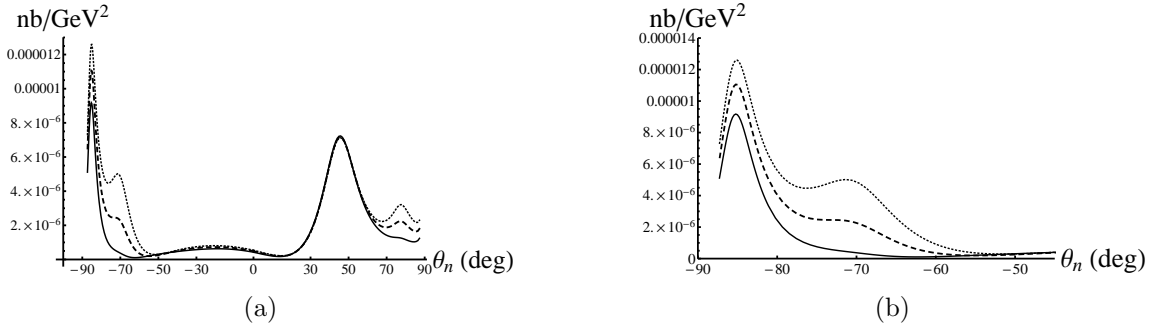 nb/GeV²
0.000012
0.00001
8.×10⁻⁶
6.×10⁻⁶
4.×10⁻⁶
2.×10⁻⁶
−90 −70 −50 −30 0 30 50 70 90 θₙ (deg)
(a)
nb/GeV²
0.000014
0.000012
0.00001
8.×10⁻⁶
6.×10⁻⁶
4.×10⁻⁶
2.×10⁻⁶
0
−90 −80 −70 −60 −50 θₙ (deg)
(b)